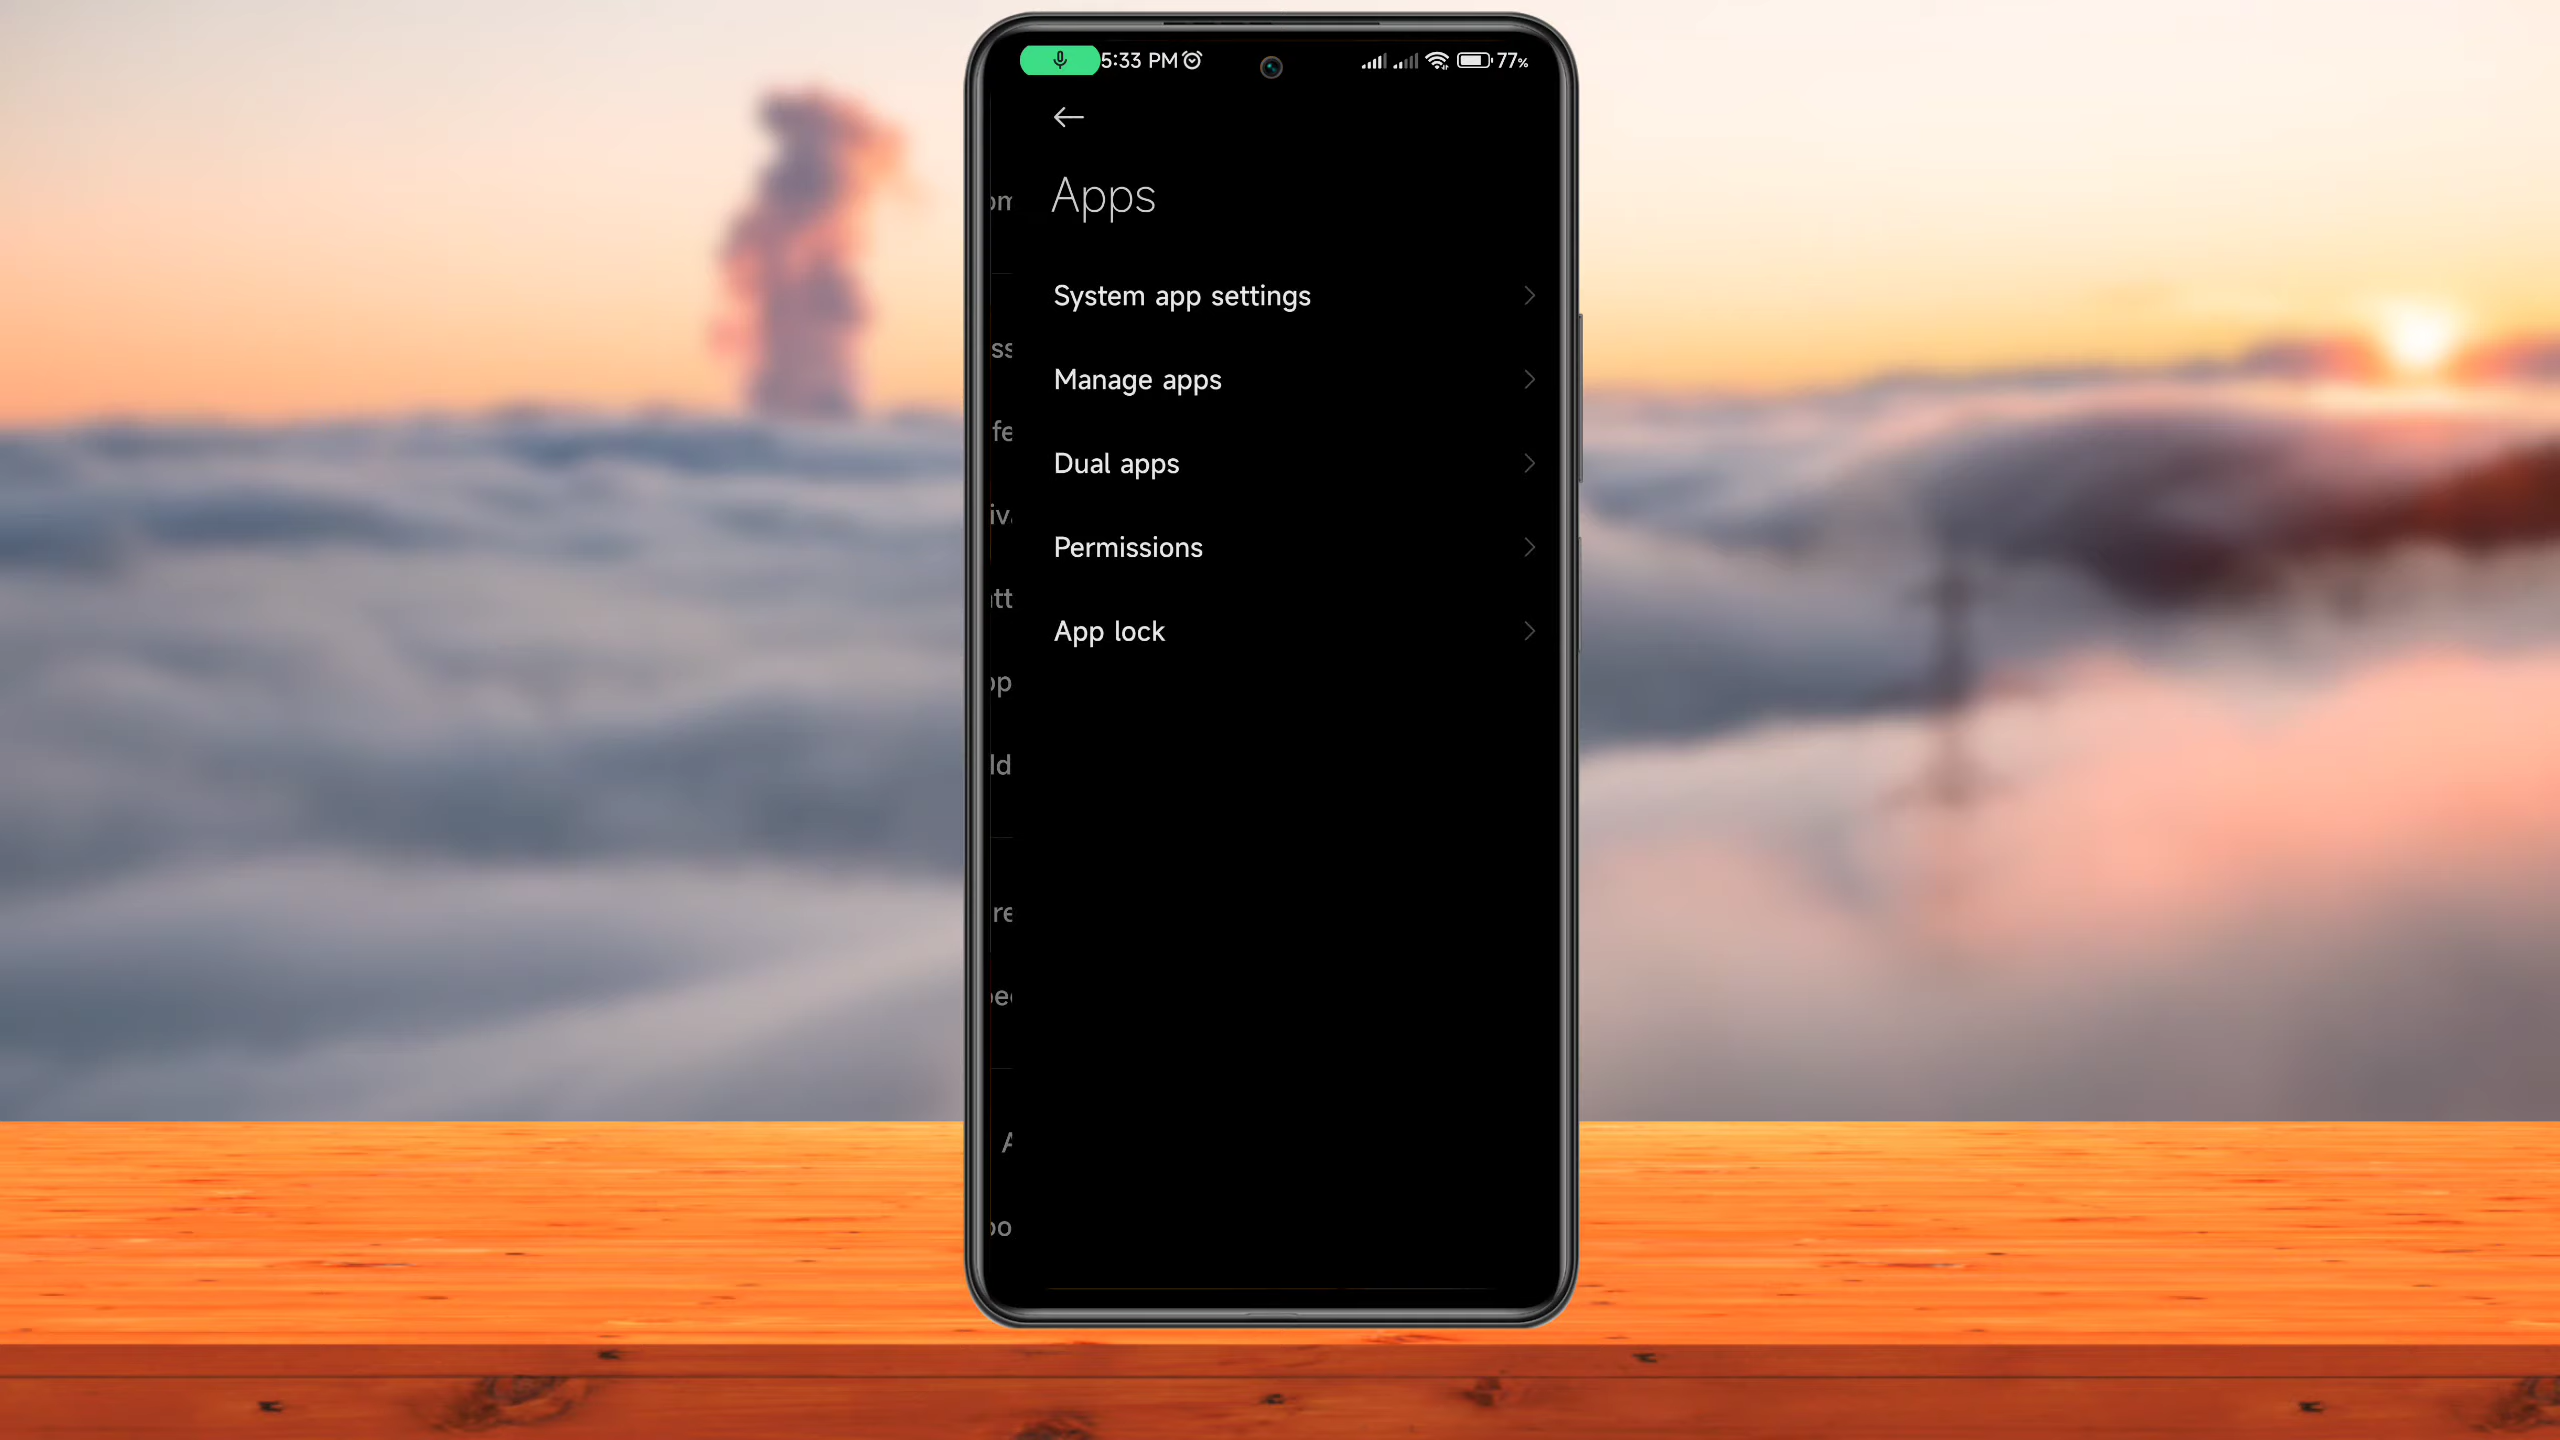 5:33 PM
77%
Apps
System app settings
Manage apps
Dual apps
Permissions
App lock